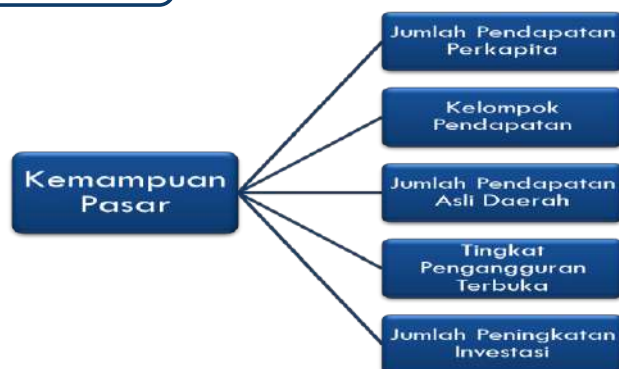 Kemampuan
Pasar
Jumlah Pendapatan
Perkapita
Kelompok
Pendapatan
Jumlah Pendapatan
Asli Daerah
Tingkat
Pengangguran
Terbuka
Jumlah Peningkatan
Investasi